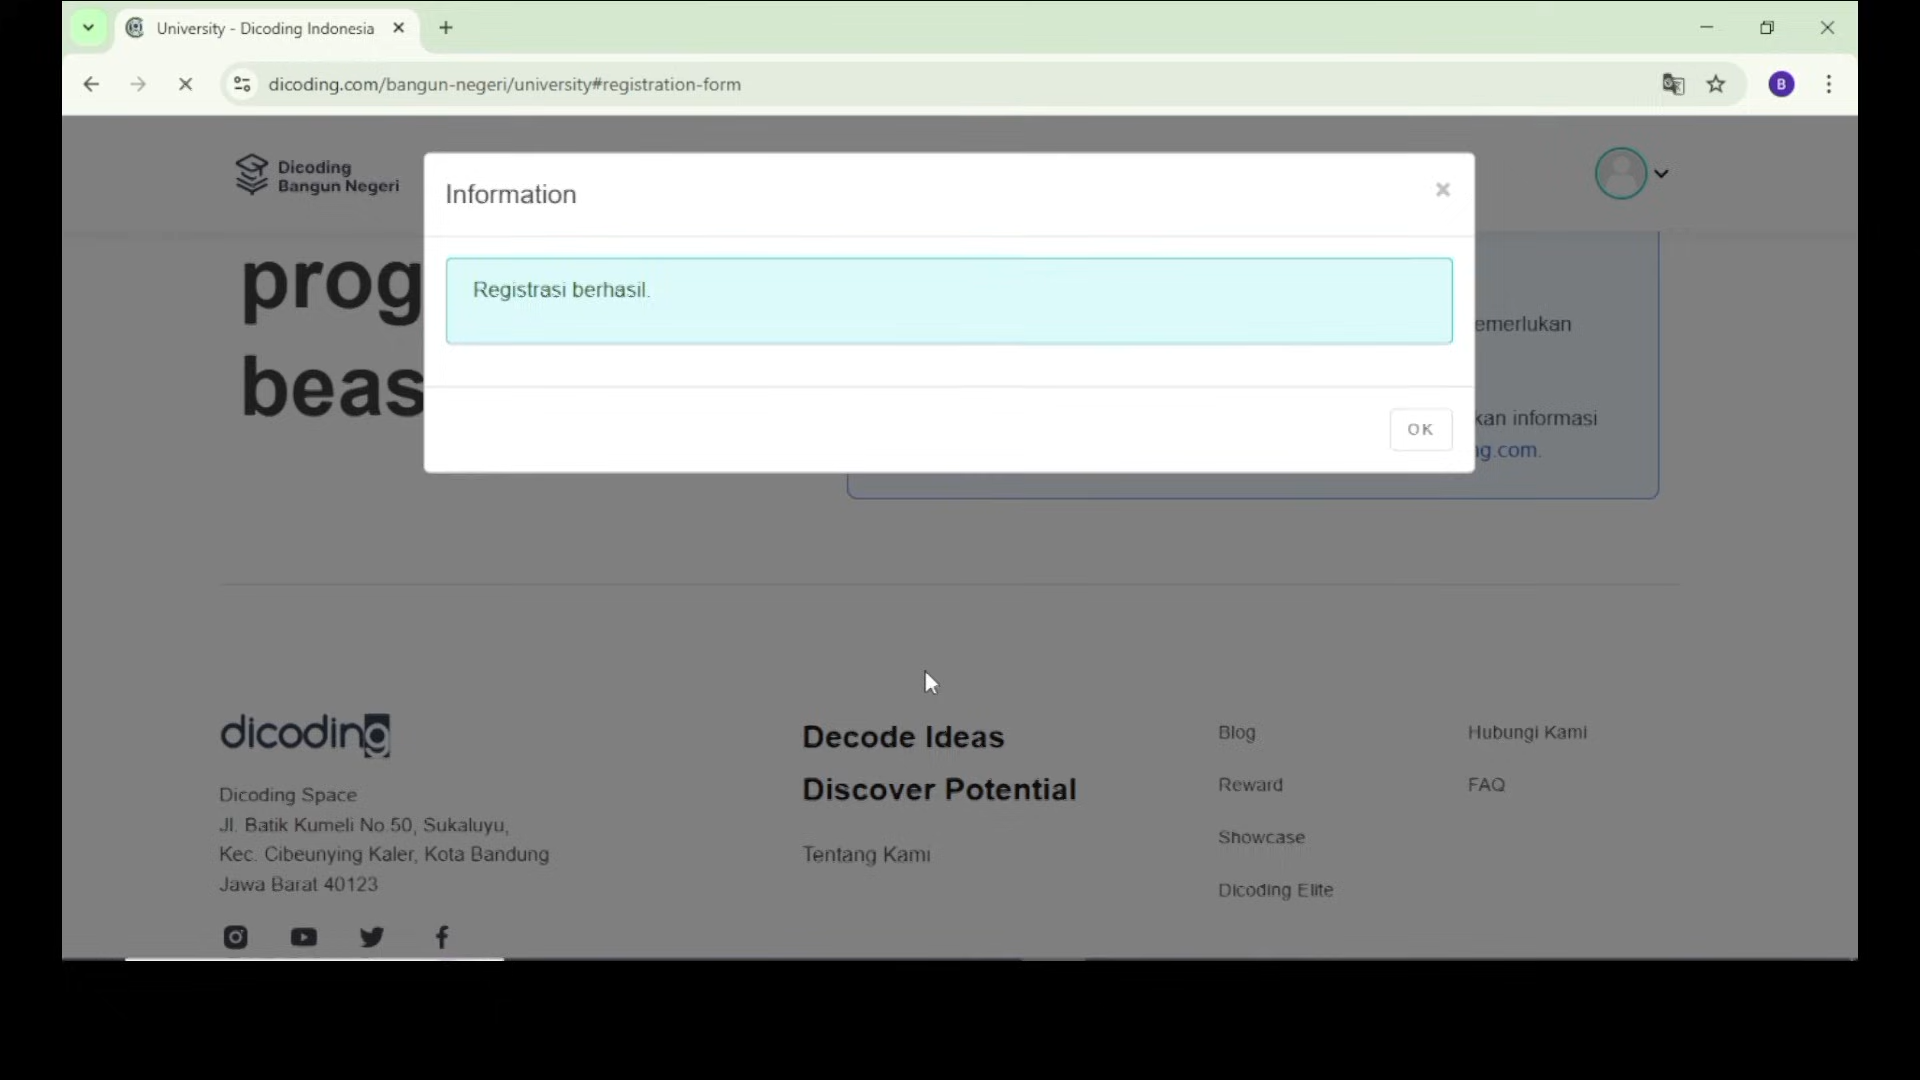 University - Dicoding Indonesia
dicoding.com/bangun-negeri/university#registration-form
B
Dicoding
Bangun Negeri
Information
Registrasi berhasil.
prog
emerlukan
beas
OK
kan informasi
ng.com.
dicoding
Decode Ideas
Discover Potential
Tentang Kami
Blog
Reward
Showcase
Dicoding Elite
Hubungi Kami
FAQ
Dicoding Space
Jl. Batik Kumeli No.50, Sukaluyu,
Kec. Cibeunying Kaler, Kota Bandung
Jawa Barat 40123